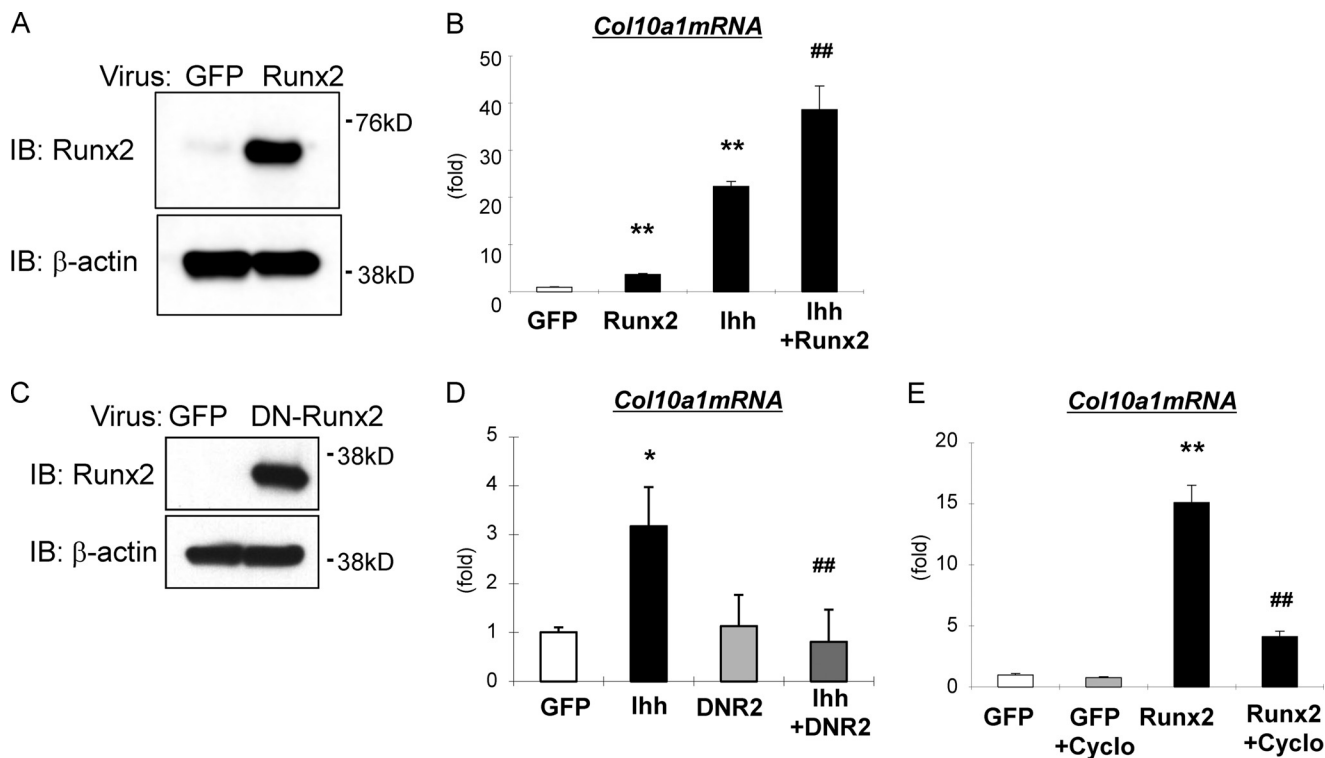 A
Virus: GFP Runx2
-76kD
IB: Runx2
IB: β-actin
-38kD
B
Col10a1mRNA
(fold)
50
40
30
20
10
0
**
**
##
GFP
Runx2
Ihh
Ihh
+Runx2
C
Virus: GFP DN-Runx2
-38kD
IB: Runx2
IB: β-actin
-38kD
D
Col10a1mRNA
(fold)
5
4
3
2
1
0
*
##
GFP
Ihh
DNR2
Ihh
+DNR2
E
Col10a1mRNA
(fold)
20
15
10
5
0
**
##
GFP
GFP
+Cyclo
Runx2
Runx2
+Cyclo